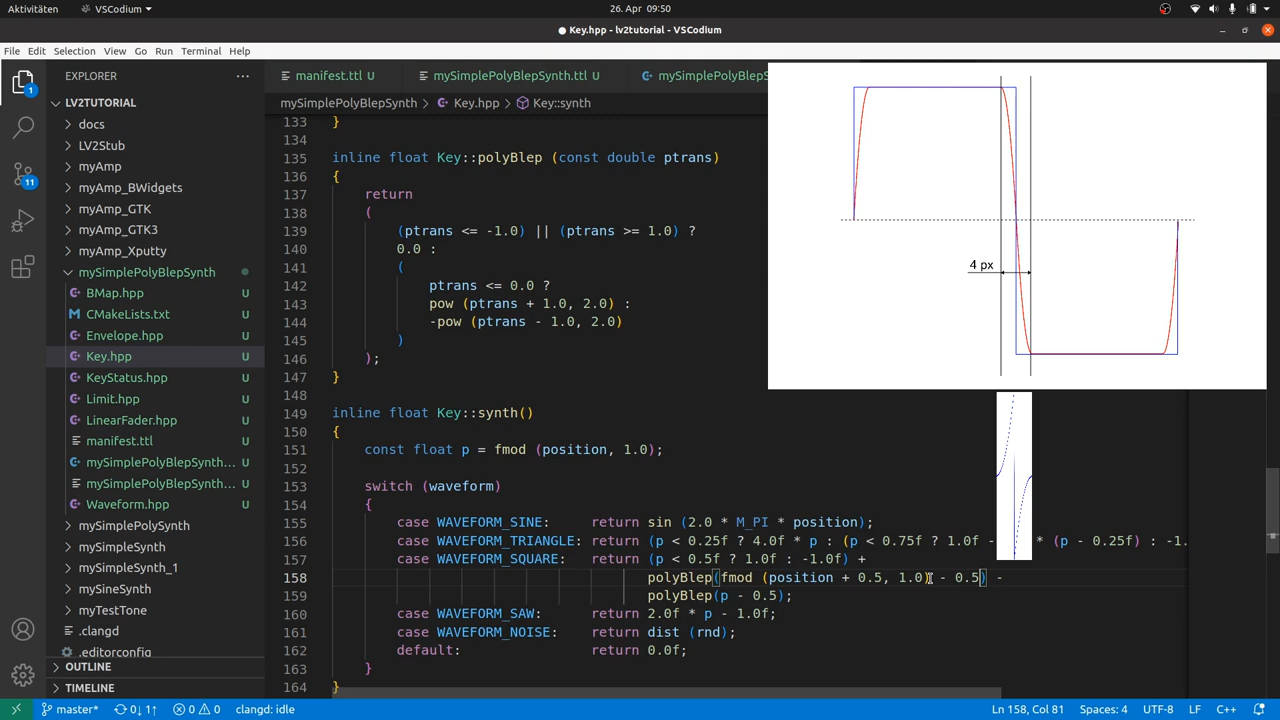 Aktivitäten
VSCodium
26. Apr 09:50
Key.hpp - lv2tutorial - VSCodium
File Edit Selection View Go Run Terminal Help
EXPLORER
manifest.ttl U
mySimplePolyBlepSynth.ttl U
mySimplePolyB
mySimplePolyBlepSynth > Key.hpp > Key::synth
LV2TUTORIAL
docs
LV2Stub
myAmp
myAmp_BWidgets
myAmp_GTK
myAmp_GTK3
myAmp_Xputty
mySimplePolyBlepSynth
BMap.hpp U
CMakeLists.txt U
Envelope.hpp U
Key.hpp U
KeyStatus.hpp U
Limit.hpp U
LinearFader.hpp U
manifest.ttl U
mySimplePolyBlepSynth... U
mySimplePolyBlepSynth... U
Waveform.hpp U
mySimplePolySynth
mySimpleSynth
mySimpleSynth_1
mySineSynth
myTestTone
.clangd
.editorconfig
OUTLINE
TIMELINE
1
11
133 }
134
135 inline float Key::polyBlep (const double ptrans)
136 {
137 return
138 (
139 (ptrans <= -1.0) || (ptrans >= 1.0) ?
140 0.0 :
141 (
142 ptrans <= 0.0 ?
143 pow (ptrans + 1.0, 2.0) :
144 -pow (ptrans - 1.0, 2.0)
145 )
146 );
147 }
148
149 inline float Key::synth()
150 {
151 const float p = fmod (position, 1.0);
152
153 switch (waveform)
154 {
155 case WAVEFORM_SINE: return sin (2.0 * M_PI * position);
156 case WAVEFORM_TRIANGLE: return (p < 0.25f ? 4.0f * p : (p < 0.75f ? 1.0f - * (p - 0.25f) : -1.
157 case WAVEFORM_SQUARE: return (p < 0.5f ? 1.0f : -1.0f) +
158 polyBlep(fmod (position + 0.5, 1.0) - 0.5) -
159 polyBlep(p - 0.5);
160 case WAVEFORM_SAW: return 2.0f * p - 1.0f;
161 case WAVEFORM_NOISE: return dist (rnd);
162 default: return 0.0f;
163 }
164 }
4 px
master* 0↓ 1↑ 0 0 clangd: idle
Ln 158, Col 81 Spaces: 4 UTF-8 LF C++